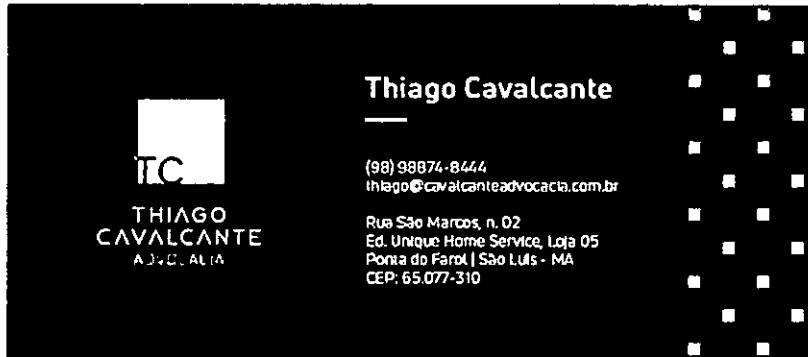 TC
THIAGO
CAVALCANTE
ADVOCACIA
Thiago Cavalcante
(98) 98874-8444
thiago@cavalcanteadvocacia.com.br
Rua São Marcos, n. 02
Ed. Unique Home Service, Loja 05
Ponta do Farol | São Luís - MA
CEP: 65.077-310